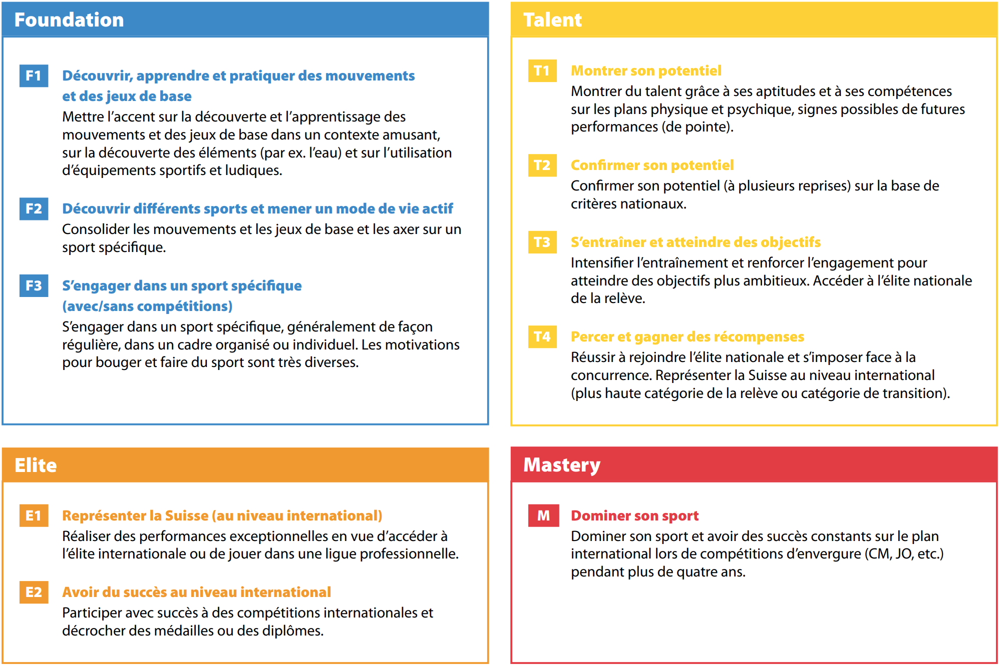 Foundation
F1 Découvrir, apprendre et pratiquer des mouvements
et des jeux de base
Mettre l’accent sur la découverte et l’apprentissage des
mouvements et des jeux de base dans un contexte amusant,
sur la découverte des éléments (par ex. l’eau) et sur l’utilisation
d’équipements sportifs et ludiques.
F2 Découvrir différents sports et mener un mode de vie actif
Consolider les mouvements et les jeux de base et les axer sur un
sport spécifique.
F3 S’engager dans un sport spécifique
(avec/sans compétitions)
S’engager dans un sport spécifique, généralement de façon
régulière, dans un cadre organisé ou individuel. Les motivations
pour bouger et faire du sport sont très diverses.
Talent
T1 Montrer son potentiel
Montrer du talent grâce à ses aptitudes et à ses compétences
sur les plans physique et psychique, signes possibles de futures
performances (de pointe).
T2 Confirmer son potentiel
Confirmer son potentiel (à plusieurs reprises) sur la base de
critères nationaux.
T3 S’entraîner et atteindre des objectifs
Intensifier l’entraînement et renforcer l’engagement pour
atteindre des objectifs plus ambitieux. Accéder à l’élite nationale
de la relève.
T4 Percer et gagner des récompenses
Réussir à rejoindre l’élite nationale et s’imposer face à la
concurrence. Représenter la Suisse au niveau international
(plus haute catégorie de la relève ou catégorie de transition).
Elite
E1 Représenter la Suisse (au niveau international)
Réaliser des performances exceptionnelles en vue d’accéder à
l’élite internationale ou de jouer dans une ligue professionnelle.
E2 Avoir du succès au niveau international
Participer avec succès à des compétitions internationales et
décrocher des médailles ou des diplômes.
Mastery
M Dominer son sport
Dominer son sport et avoir des succès constants sur le plan
international lors de compétitions d’envergure (CM, JO, etc.)
pendant plus de quatre ans.